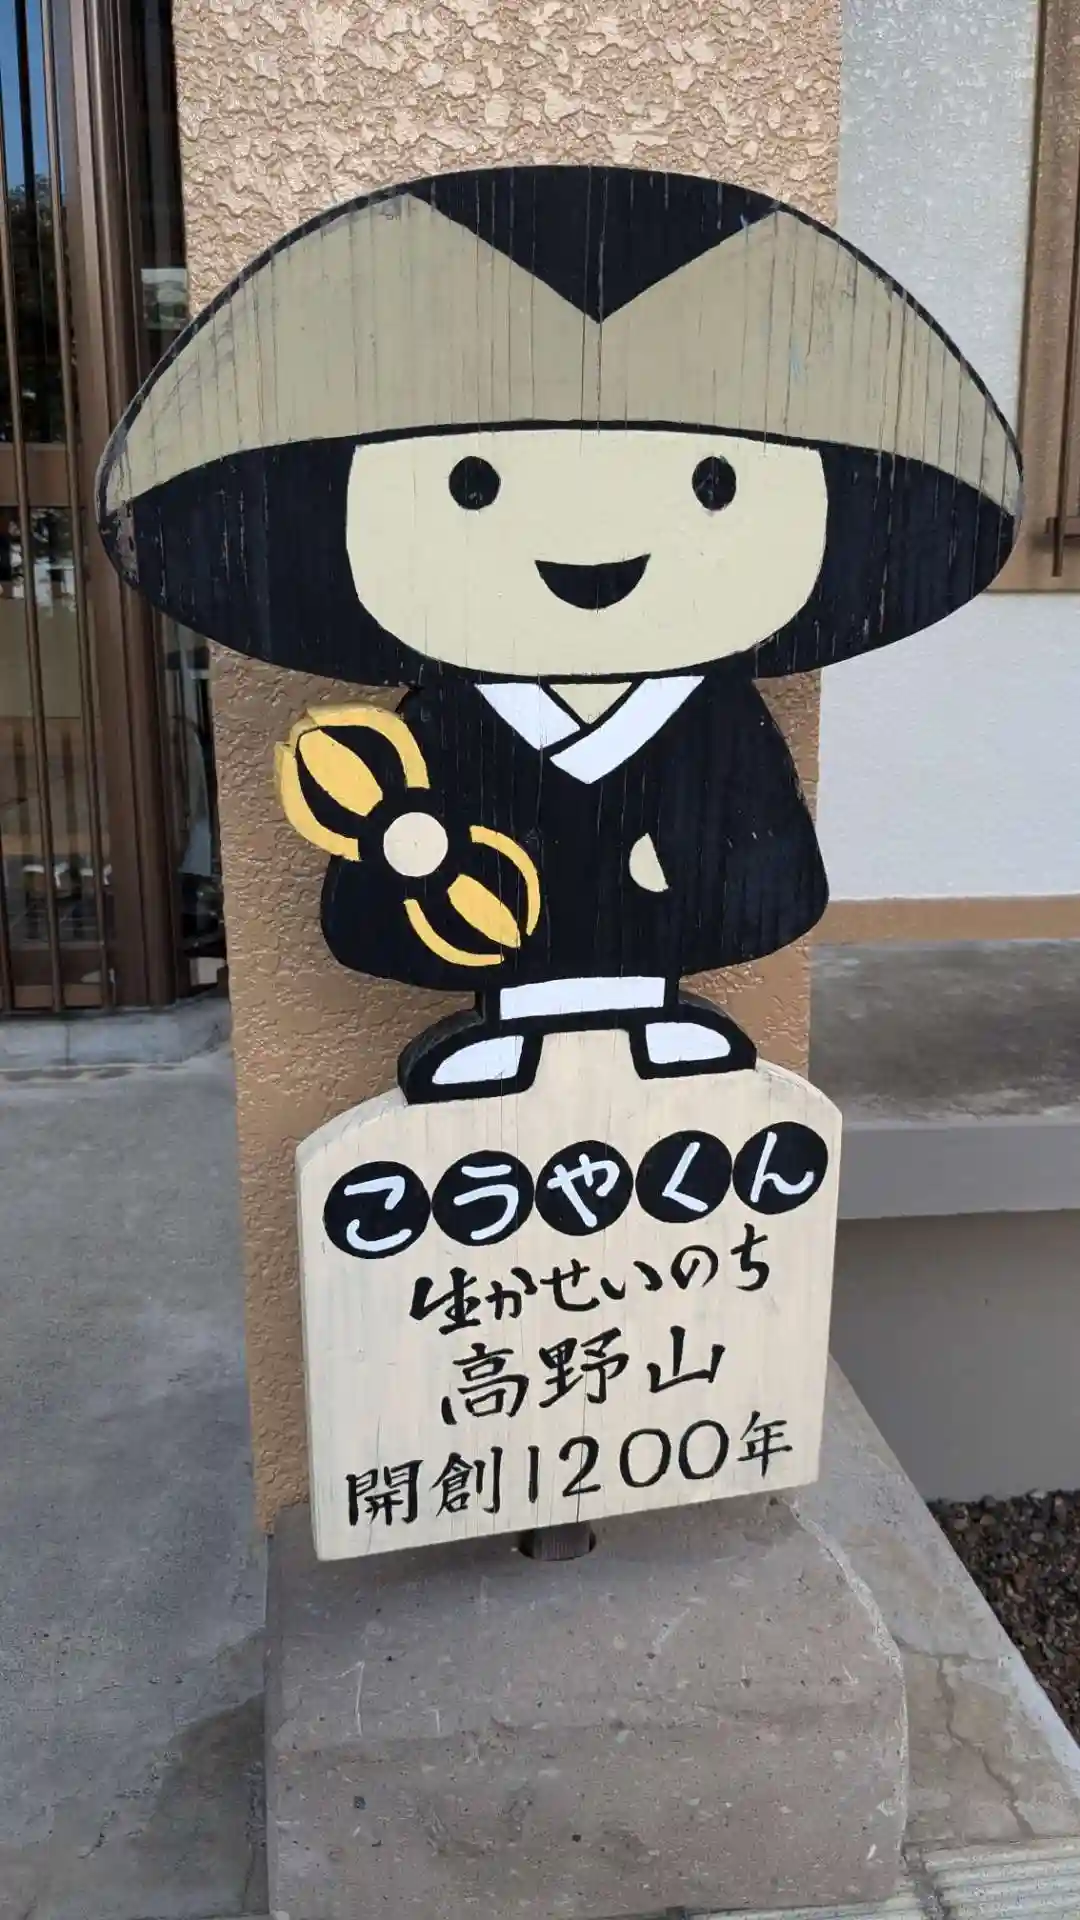 こうやくん
生かせいのち
高野山
開創1200年